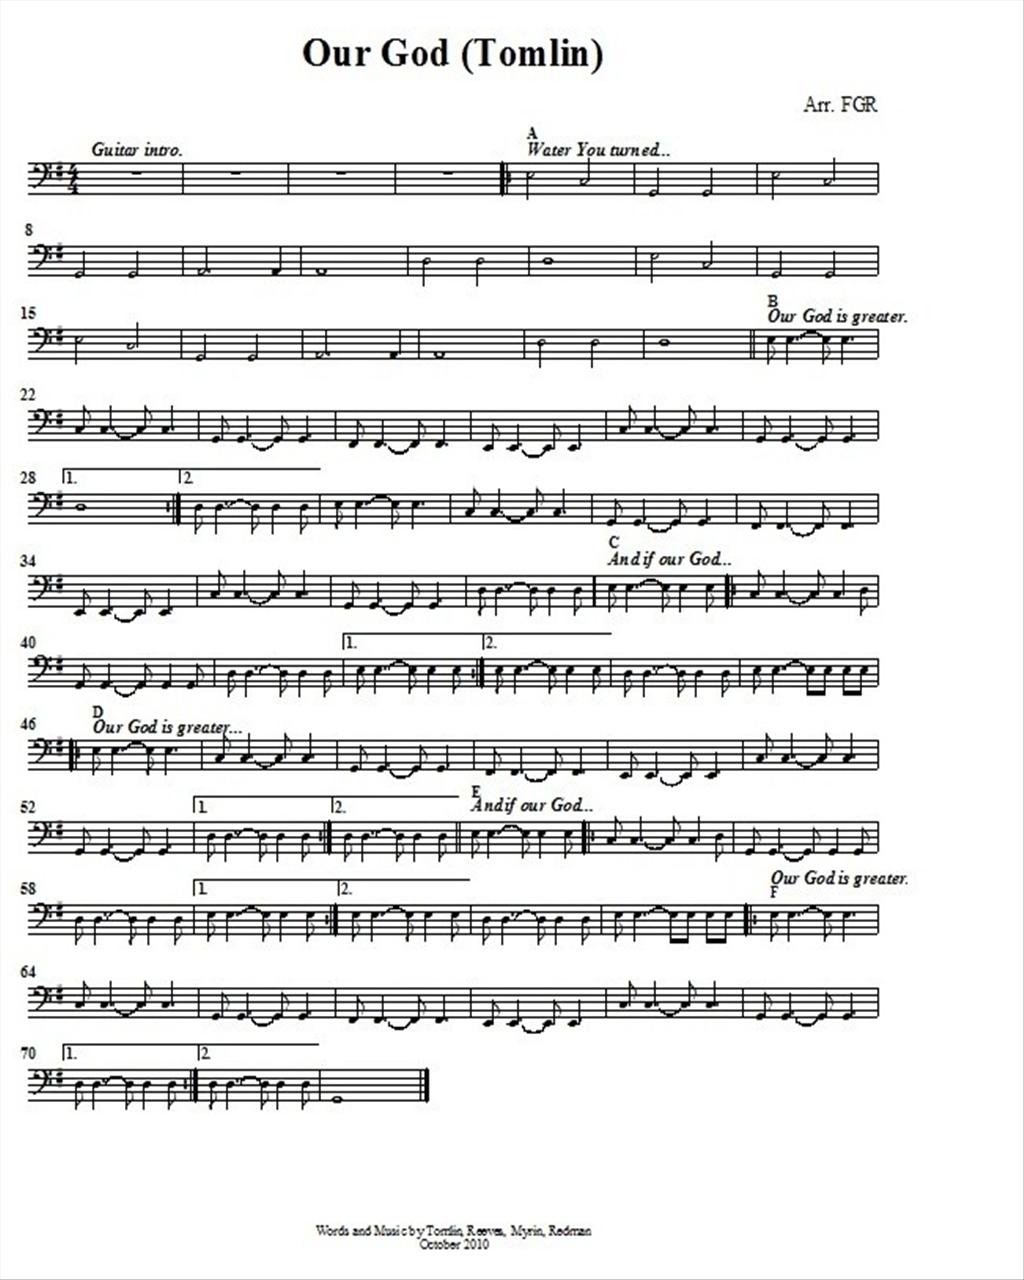 Our God (Tomlin)
Arr. FGR
A
Guitar intro. Water You turned...
4
4
8
15
B
Our God is greater.
22
28 1. 2.
34
C
And if our God...
40 1. 2.
46
D
Our God is greater...
52 1. 2.
E
And if our God...
58 1. 2.
Our God is greater.
F
64
70 1. 2.
Words and Music by Tomlin, Reeves, Myrin, Redman
October 2010